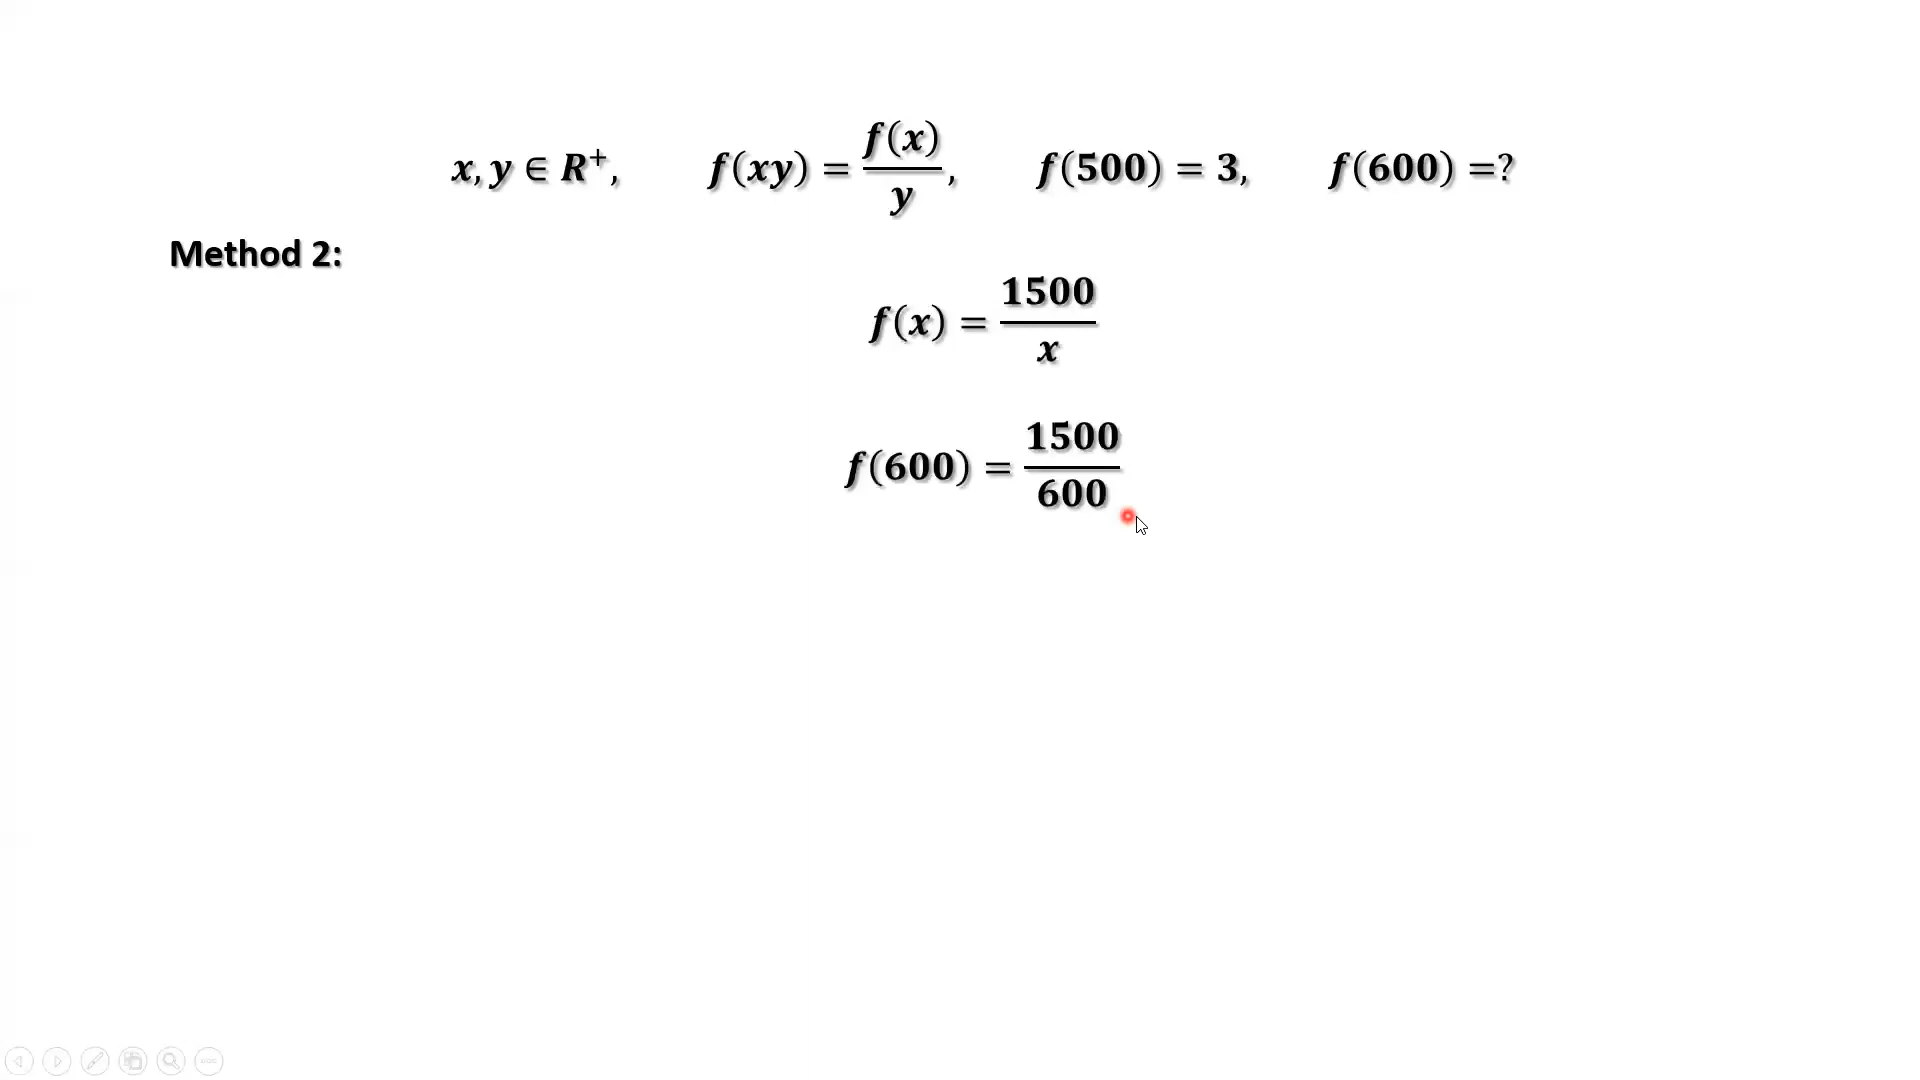 x, y ∈ R⁺, f(xy) = f(x)/y, f(500) = 3, f(600) =?
Method 2:
f(x) = 1500/x
f(600) = 1500/600